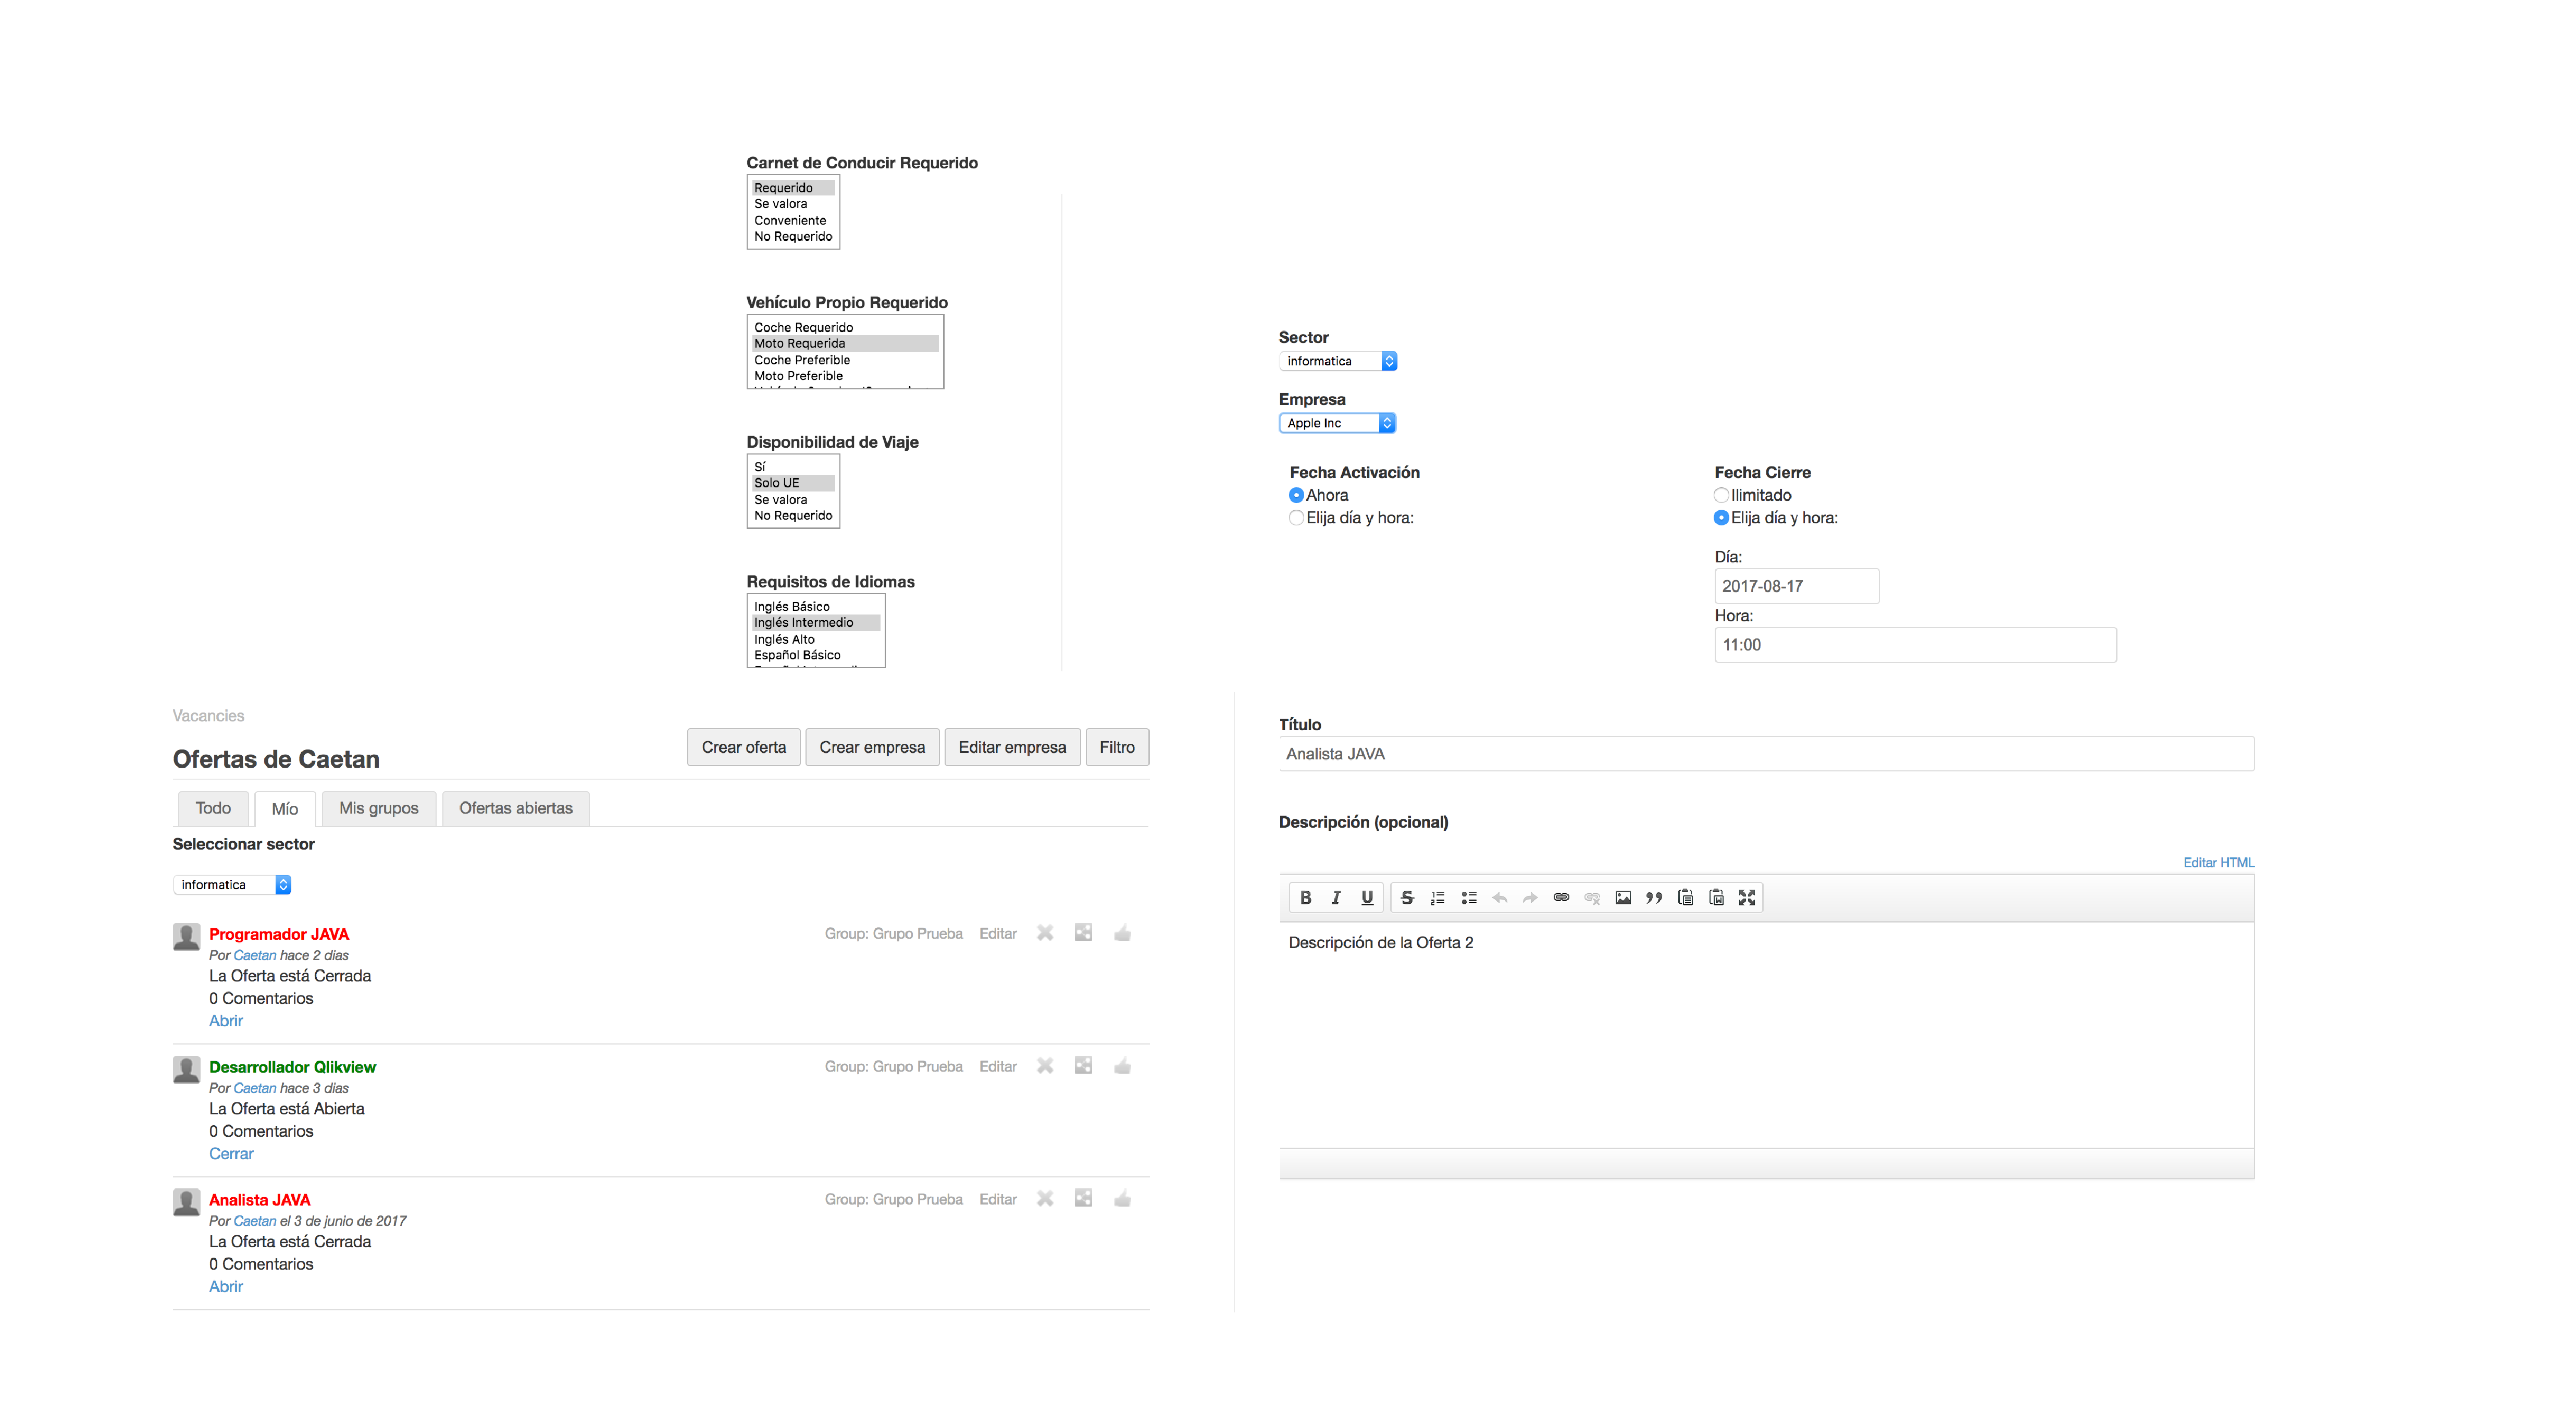 Carnet de Conducir Requerido
Requerido
Se valora
Conveniente
No Requerido
Vehículo Propio Requerido
Coche Requerido
Moto Requerida
Coche Preferible
Moto Preferible
Disponibilidad de Viaje
Sí
Solo UE
Se valora
No Requerido
Requisitos de Idiomas
Inglés Básico
Inglés Intermedio
Inglés Alto
Español Básico
Sector
informatica
Empresa
Apple Inc
Fecha Activación
Ahora
Elija día y hora:
Fecha Cierre
Ilimitado
Elija día y hora:
Día:
2017-08-17
Hora:
11:00
Vacancies
Ofertas de Caetan
Crear oferta Crear empresa Editar empresa Filtro
Todo Mío Mis grupos Ofertas abiertas
Seleccionar sector
informatica
Programador JAVA Group: Grupo Prueba Editar
Por Caetan hace 2 dias
La Oferta está Cerrada
0 Comentarios
Abrir
Desarrollador Qlikview Group: Grupo Prueba Editar
Por Caetan hace 3 dias
La Oferta está Abierta
0 Comentarios
Cerrar
Analista JAVA Group: Grupo Prueba Editar
Por Caetan el 3 de junio de 2017
La Oferta está Cerrada
0 Comentarios
Abrir
Título
Analista JAVA
Descripción (opcional)
Editar HTML
B I U S
Descripción de la Oferta 2